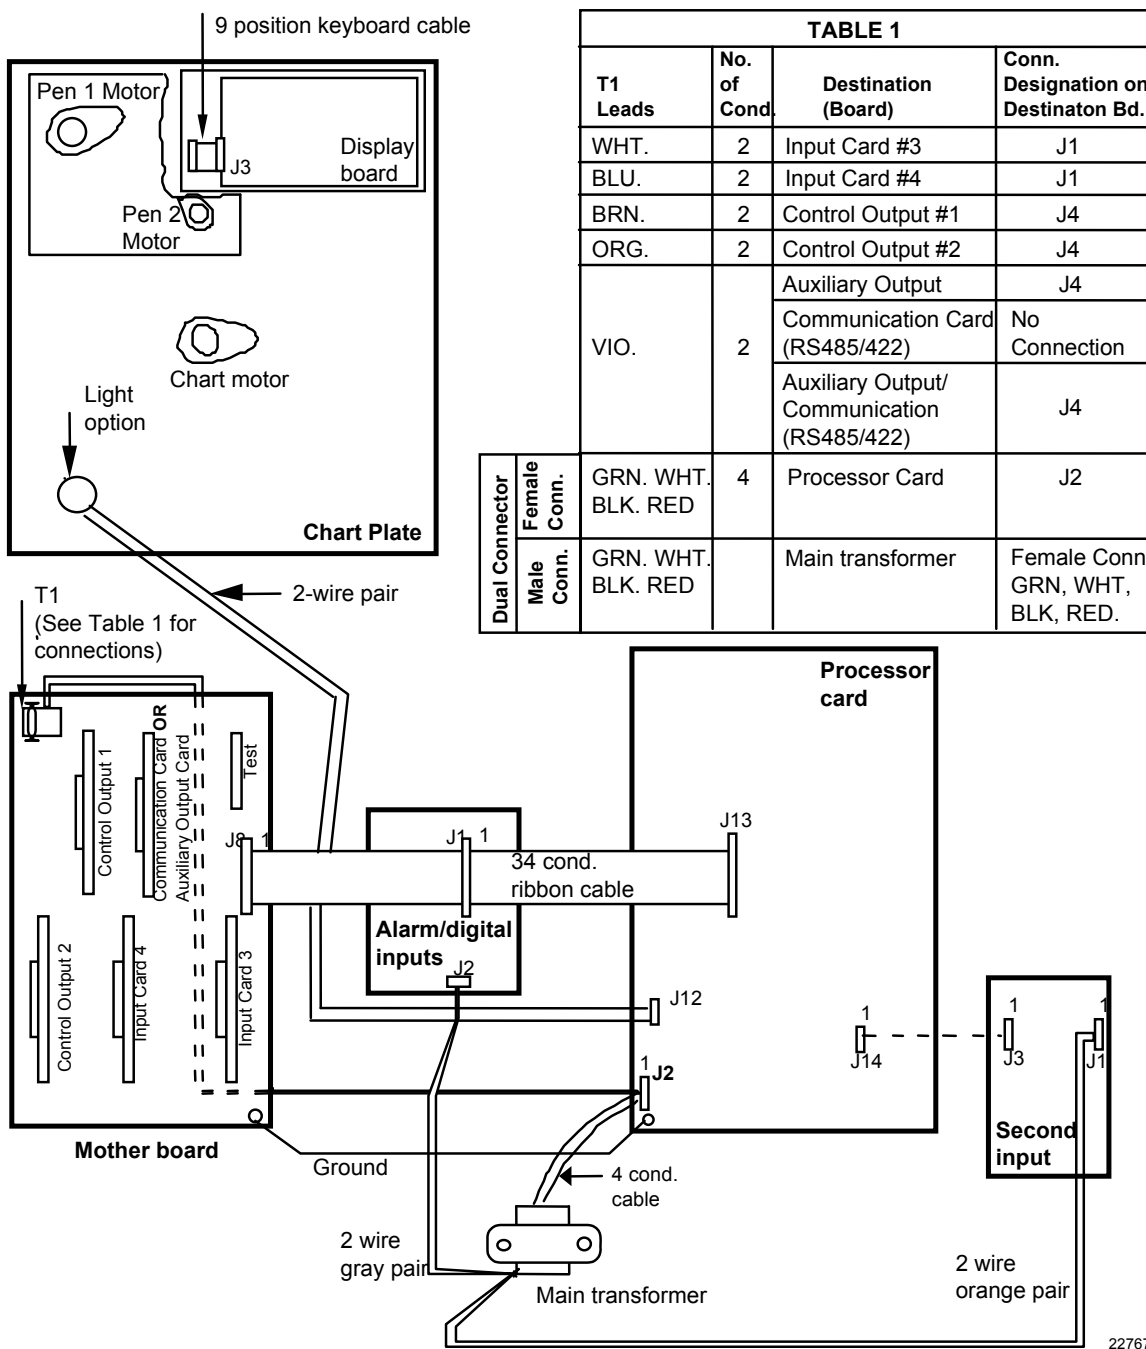 9 position keyboard cable
Pen 1 Motor
J3
Display
board
Pen 2
Motor
Chart motor
Light
option
Chart Plate
2-wire pair
TABLE 1
T1
Leads
No.
of
Cond.
Destination
(Board)
Conn.
Designation on
Destinaton Bd.
WHT. 2 Input Card #3 J1
BLU. 2 Input Card #4 J1
BRN. 2 Control Output #1 J4
ORG. 2 Control Output #2 J4
VIO. 2
Auxiliary Output J4
Communication Card
(RS485/422)
No
Connection
Auxiliary Output/
Communication
(RS485/422)
J4
Dual Connector
Female
Conn.
GRN. WHT.
BLK. RED
4 Processor Card J2
Male
Conn.
GRN. WHT.
BLK. RED
Main transformer
Female Conn
GRN, WHT,
BLK, RED.
T1
(See Table 1 for
connections)
Control Output 1
Communication Card OR
Auxiliary Output Card
Test
J8 1
Control Output 2
Input Card 4
Input Card 3
Mother board
Ground
J1 1
34 cond.
ribbon cable
Alarm/digital
inputs
J2
Processor
card
J13
J12
1
J14
1
J2
1
J3
1
J1
Second
input
4 cond.
cable
2 wire
gray pair
Main transformer
2 wire
orange pair
22767